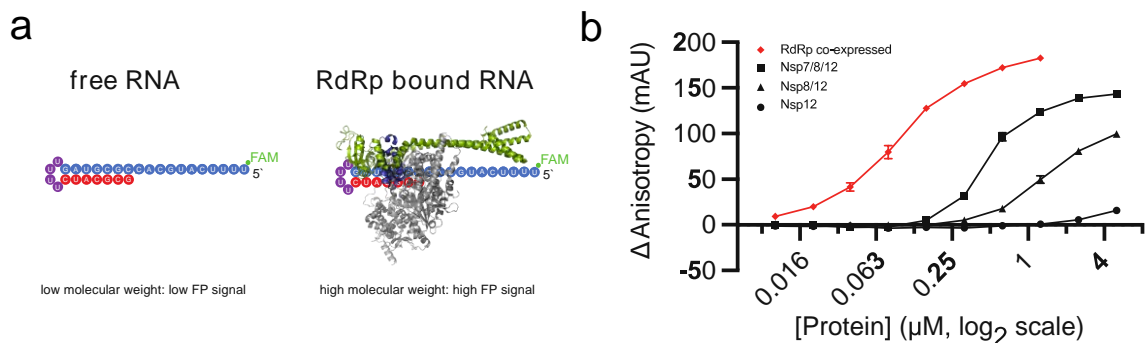 a
free RNA
FAM
U
U G A U G C G C A C G U A C U U U U 5`
U C U A C G C G
U
low molecular weight: low FP signal
RdRp bound RNA
FAM
U
U G U G U A C U U U U 5`
U C U A C
U
high molecular weight: high FP signal
b
RdRp co-expressed
Nsp7/8/12
Nsp8/12
Nsp12
Δ Anisotropy (mAU)
200
150
100
50
0
-50
0.016
0.063
0.25
1
4
[Protein] (µM, log2 scale)